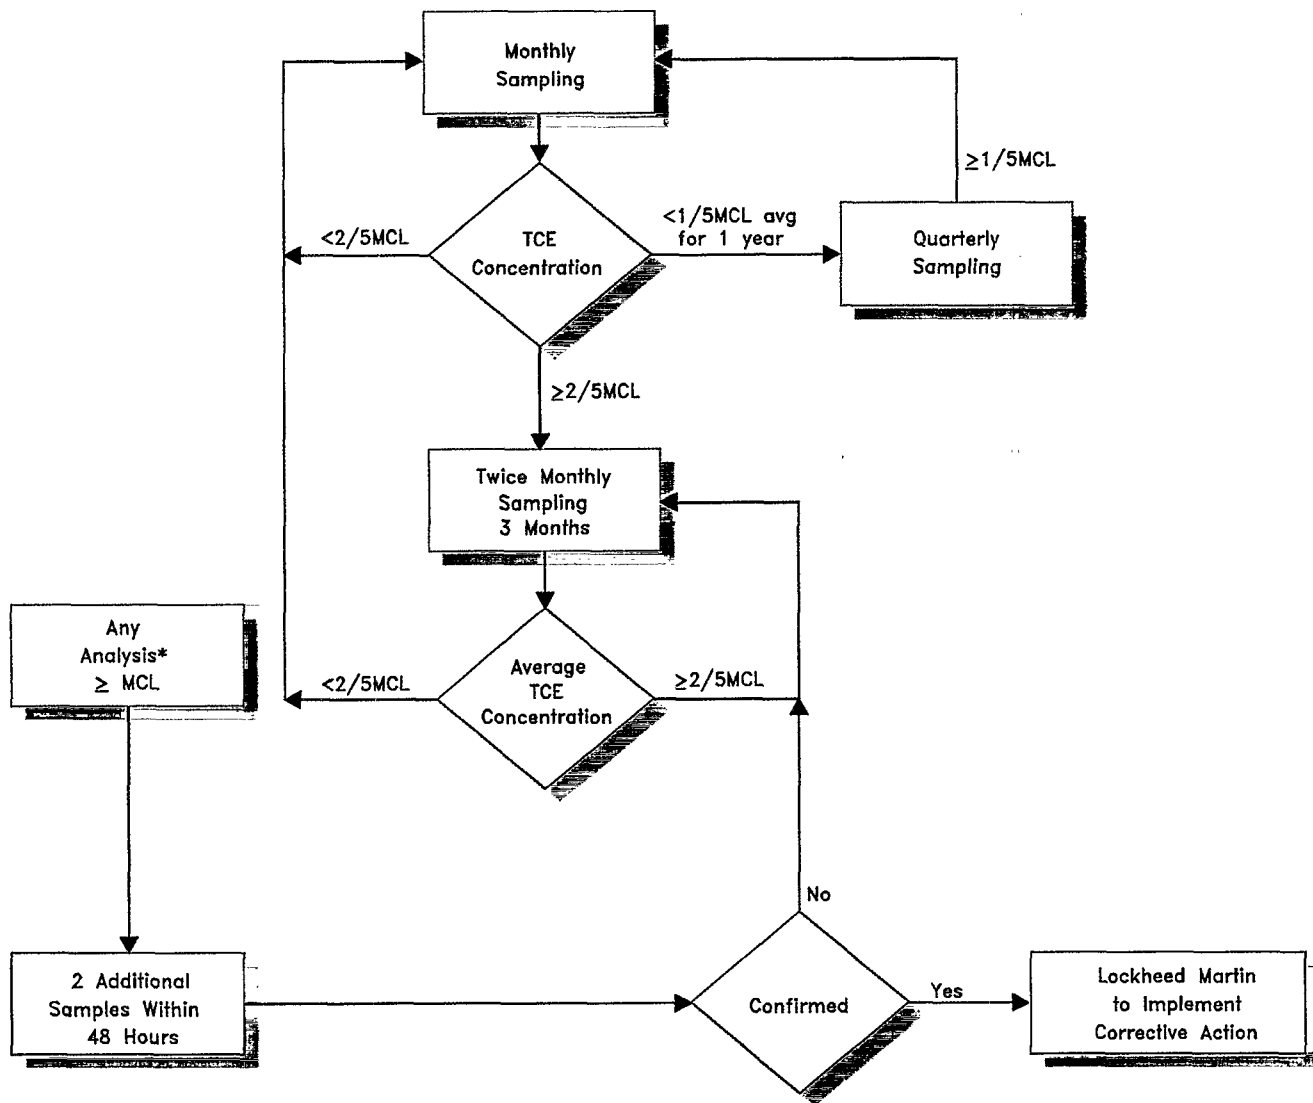 Monthly
Sampling
≥1/5MCL
<2/5MCL
TCE
Concentration
<1/5MCL avg
for 1 year
Quarterly
Sampling
≥2/5MCL
Twice Monthly
Sampling
3 Months
Any
Analysis*
≥ MCL
<2/5MCL
Average
TCE
Concentration
≥2/5MCL
No
2 Additional
Samples Within
48 Hours
Confirmed
Yes
Lockheed Martin
to Implement
Corrective Action